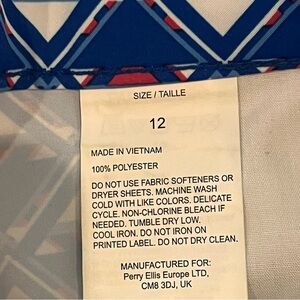 SIZE / TAILLE
12
MADE IN VIETNAM
100% POLYESTER
DO NOT USE FABRIC SOFTENERS OR
DRYER SHEETS. MACHINE WASH
COLD WITH LIKE COLORS. DELICATE
CYCLE. NON-CHLORINE BLEACH IF
NEEDED. TUMBLE DRY LOW.
COOL IRON. DO NOT IRON ON
PRINTED LABEL. DO NOT DRY CLEAN.
MANUFACTURED FOR:
Perry Ellis Europe LTD,
CM8 3DJ, UK